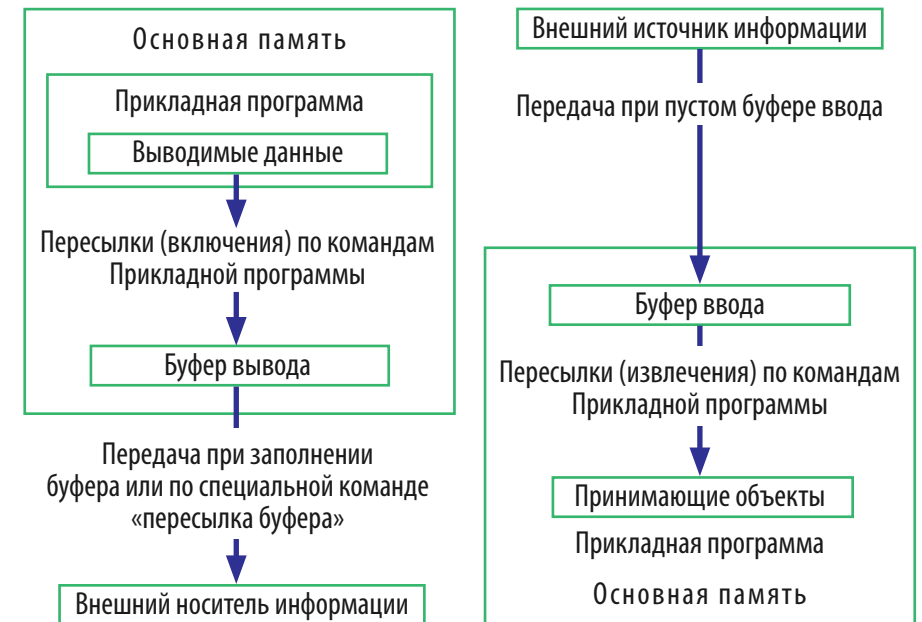 Основная память
Прикладная программа
Выводимые данные
Пересылки (включения) по командам
Прикладной программы
Буфер вывода
Передача при заполнении
буфера или по специальной команде
«пересылка буфера»
Внешний носитель информации
Внешний источник информации
Передача при пустом буфере ввода
Буфер ввода
Пересылки (извлечения) по командам
Прикладной программы
Принимающие объекты
Прикладная программа
Основная память